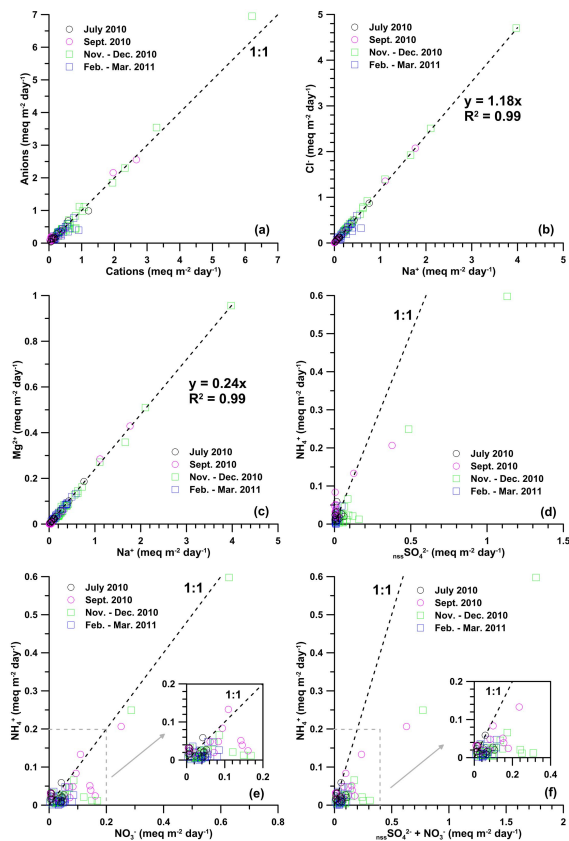 7
6
5
4
3
2
1
0
Anions (meq m-2 day-1)
July 2010
Sept. 2010
Nov. - Dec. 2010
Feb. - Mar. 2011
1:1
(a)
0 1 2 3 4 5 6 7
Cations (meq m-2 day-1)
5
4
3
2
1
0
Cl- (meq m-2 day-1)
July 2010
Sept. 2010
Nov. - Dec. 2010
Feb. - Mar. 2011
y = 1.18x
R2 = 0.99
(b)
0 1 2 3 4 5
Na+ (meq m-2 day-1)
1
0.8
0.6
0.4
0.2
0
Mg2+ (meq m-2 day-1)
y = 0.24x
R2 = 0.99
July 2010
Sept. 2010
Nov. - Dec. 2010
Feb. - Mar. 2011
(c)
0 1 2 3 4 5
Na+ (meq m-2 day-1)
0.6
0.5
0.4
0.3
0.2
0.1
0
NH4+ (meq m-2 day-1)
1:1
July 2010
Sept. 2010
Nov. - Dec. 2010
Feb. - Mar. 2011
(d)
0 0.5 1 1.5
nssSO42- (meq m-2 day-1)
0.6
0.5
0.4
0.3
0.2
0.1
0
NH4+ (meq m-2 day-1)
July 2010
Sept. 2010
Nov. - Dec. 2010
Feb. - Mar. 2011
1:1
0.2
0.1
0
1:1
0 0.1 0.2
(e)
0 0.2 0.4 0.6 0.8
NO3- (meq m-2 day-1)
0.6
0.5
0.4
0.3
0.2
0.1
0
NH4+ (meq m-2 day-1)
1:1
July 2010
Sept. 2010
Nov. - Dec. 2010
Feb. - Mar. 2011
0.2
0.1
0
1:1
0 0.2 0.4
(f)
0 0.5 1 1.5 2
nssSO42- + NO3- (meq m-2 day-1)